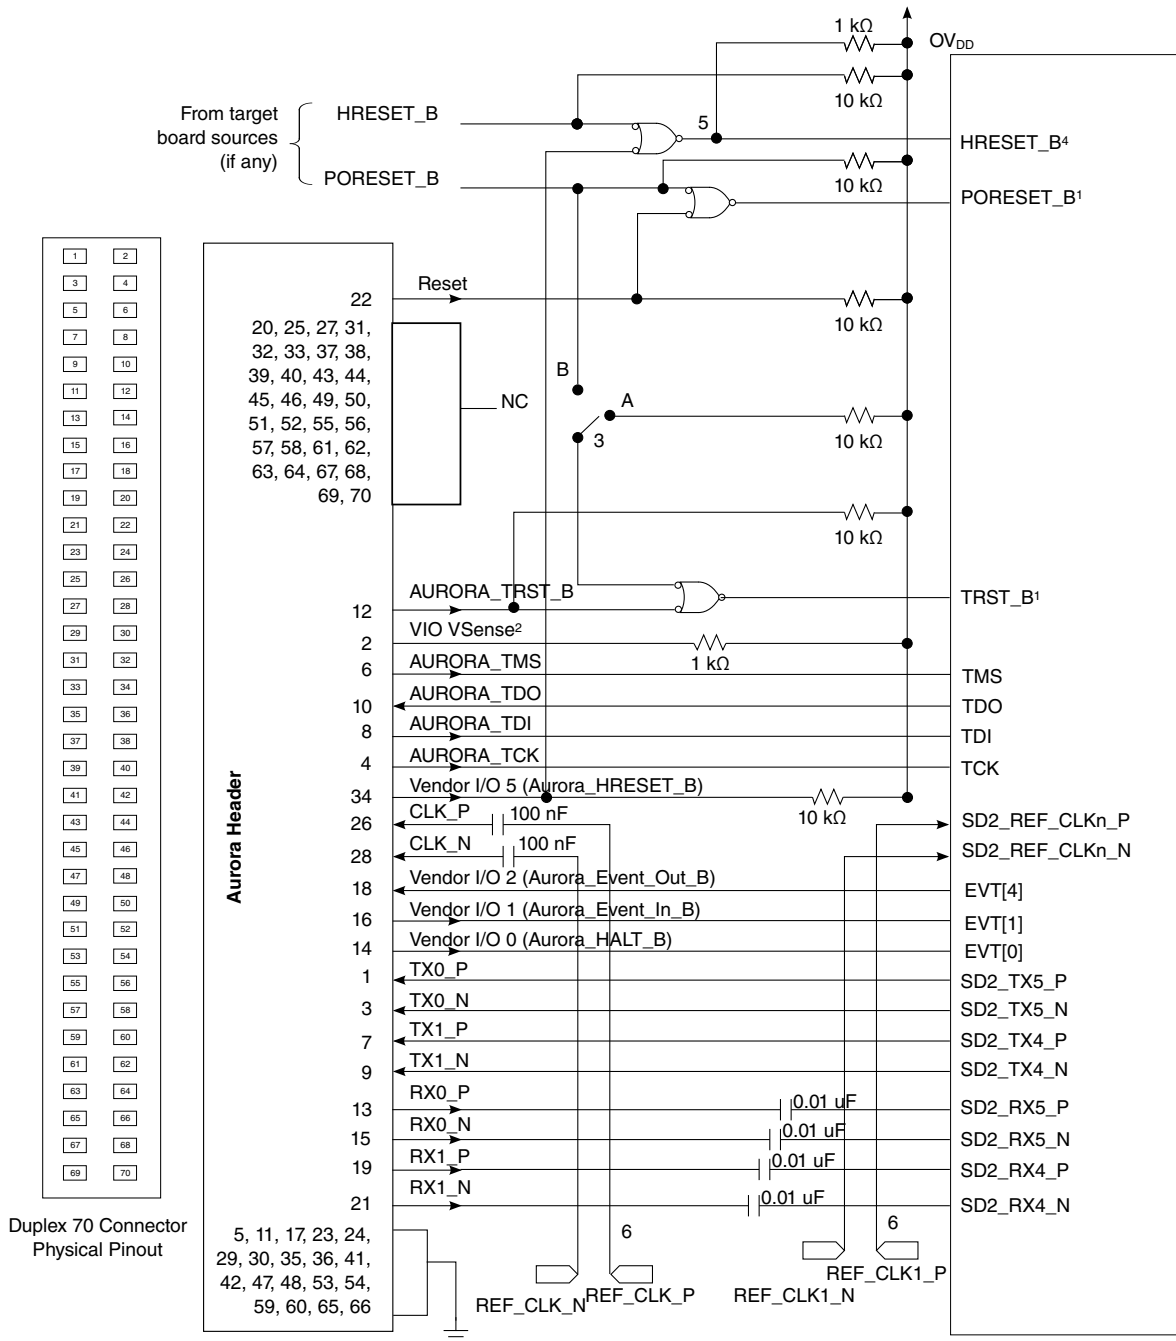 1 kΩ
OVDD
10 kΩ
From target
board sources
(if any)
HRESET_B
5
HRESET_B4
PORESET_B
10 kΩ
PORESET_B1
1 2
3 4
5 6
7 8
9 10
11 12
13 14
15 16
17 18
19 20
21 22
23 24
25 26
27 28
29 30
31 32
33 34
35 36
37 38
39 40
41 42
43 44
45 46
47 48
49 50
51 52
53 54
55 56
57 58
59 60
61 62
63 64
65 66
67 68
69 70
Duplex 70 Connector
Physical Pinout
Aurora Header
22
Reset
10 kΩ
20, 25, 27, 31,
32, 33, 37, 38,
39, 40, 43, 44,
45, 46, 49, 50,
51, 52, 55, 56,
57, 58, 61, 62,
63, 64, 67, 68,
69, 70
NC
B
A
3
10 kΩ
10 kΩ
12
AURORA_TRST_B
TRST_B1
2
VIO VSense2
1 kΩ
6
AURORA_TMS
TMS
10
AURORA_TDO
TDO
8
AURORA_TDI
TDI
4
AURORA_TCK
TCK
34
Vendor I/O 5 (Aurora_HRESET_B)
10 kΩ
26
CLK_P
100 nF
SD2_REF_CLKn_P
28
CLK_N
100 nF
SD2_REF_CLKn_N
18
Vendor I/O 2 (Aurora_Event_Out_B)
EVT[4]
16
Vendor I/O 1 (Aurora_Event_In_B)
EVT[1]
14
Vendor I/O 0 (Aurora_HALT_B)
EVT[0]
1
TX0_P
SD2_TX5_P
3
TX0_N
SD2_TX5_N
7
TX1_P
SD2_TX4_P
9
TX1_N
SD2_TX4_N
13
RX0_P
0.01 uF
SD2_RX5_P
15
RX0_N
0.01 uF
SD2_RX5_N
19
RX1_P
0.01 uF
SD2_RX4_P
21
RX1_N
0.01 uF
SD2_RX4_N
5, 11, 17, 23, 24,
29, 30, 35, 36, 41,
42, 47, 48, 53, 54,
59, 60, 65, 66
6
6
REF_CLK_N
REF_CLK_P
REF_CLK1_N
REF_CLK1_P